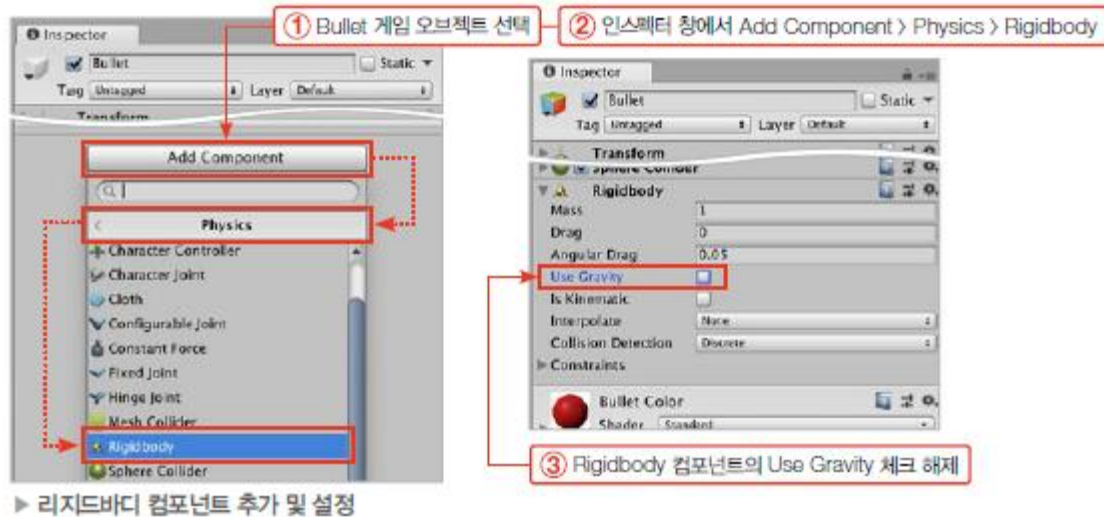 ① Bullet 게임 오브젝트 선택
② 인스펙터 창에서 Add Component > Physics > Rigidbody
Inspector
Bullet Static
Tag Untagged Layer Default
Transform
Add Component
Physics
Character Controller
Character Joint
Cloth
Configurable Joint
Constant Force
Fixed Joint
Hinge Joint
Mesh Collider
Rigidbody
Sphere Collider
Inspector
Bullet Static
Tag Untagged Layer Default
Transform
Sphere Collider
Rigidbody
Mass 1
Drag 0
Angular Drag 0.05
Use Gravity
Is Kinematic
Interpolate None
Collision Detection Discrete
Constraints
Bullet Color
Shader Standard
③ Rigidbody 컴포넌트의 Use Gravity 체크 해제
▶ 리지드바디 컴포넌트 추가 및 설정